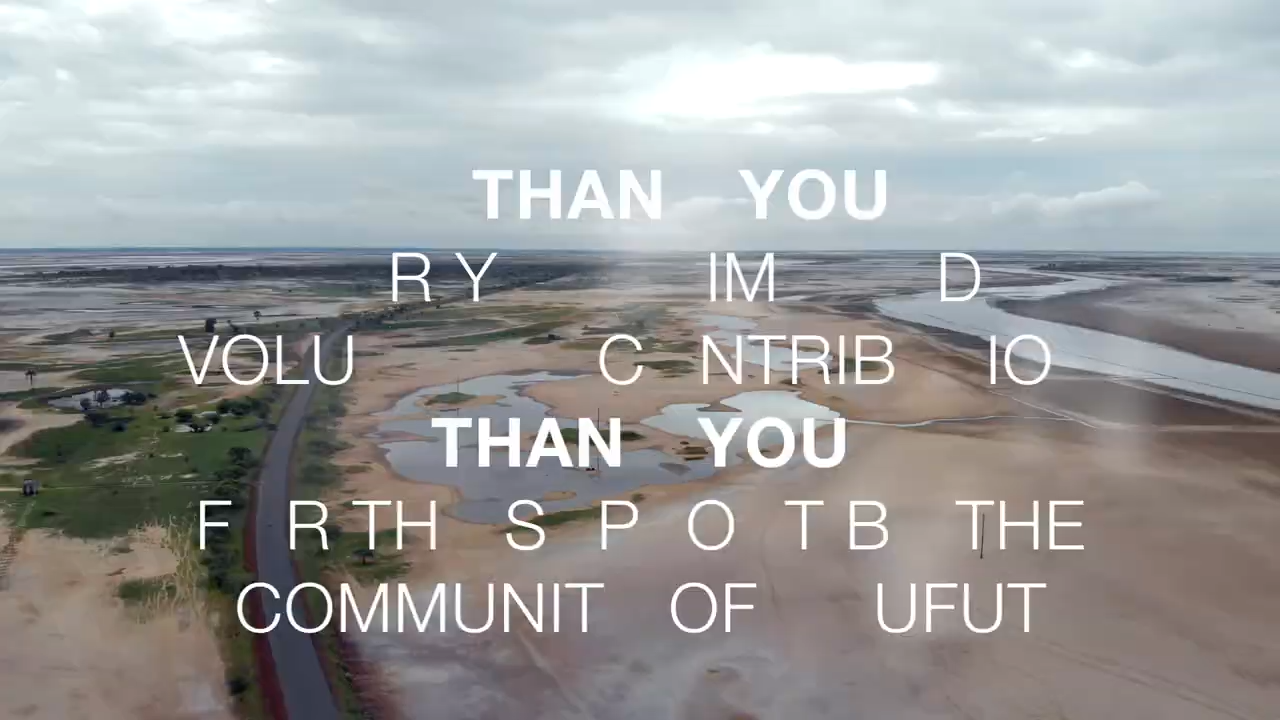 THAN YOU
R Y IM D
VOLU C NTRIB IO
THAN YOU
F R TH S P O T B THE
COMMUNIT OF UFUT